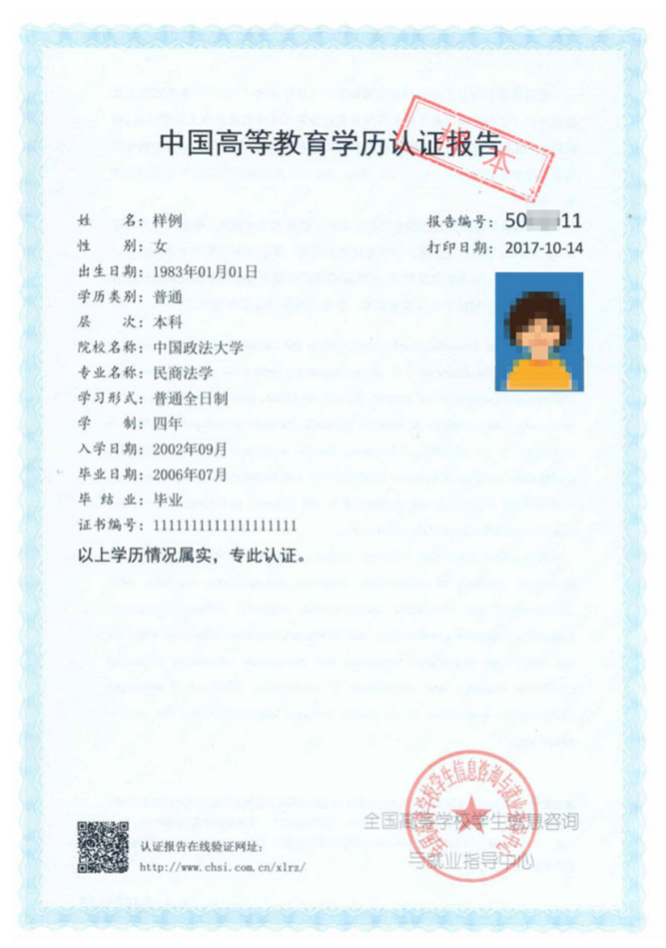 中国高等教育学历认证报告
样本
姓 名：样例
报告编号：50 11
性 别：女
打印日期：2017-10-14
出生日期：1983年01月01日
学历类别：普通
层 次：本科
院校名称：中国政法大学
专业名称：民商法学
学习形式：普通全日制
学 制：四年
入学日期：2002年09月
毕业日期：2006年07月
毕 结 业：毕业
证书编号：111111111111111111
以上学历情况属实，专此认证。
全国高等学校学生信息咨询
与就业指导中心
全国高等学校学生信息咨询与就业指导中心
认证报告在线验证网址：
http://www.chsi.com.cn/xlrz/